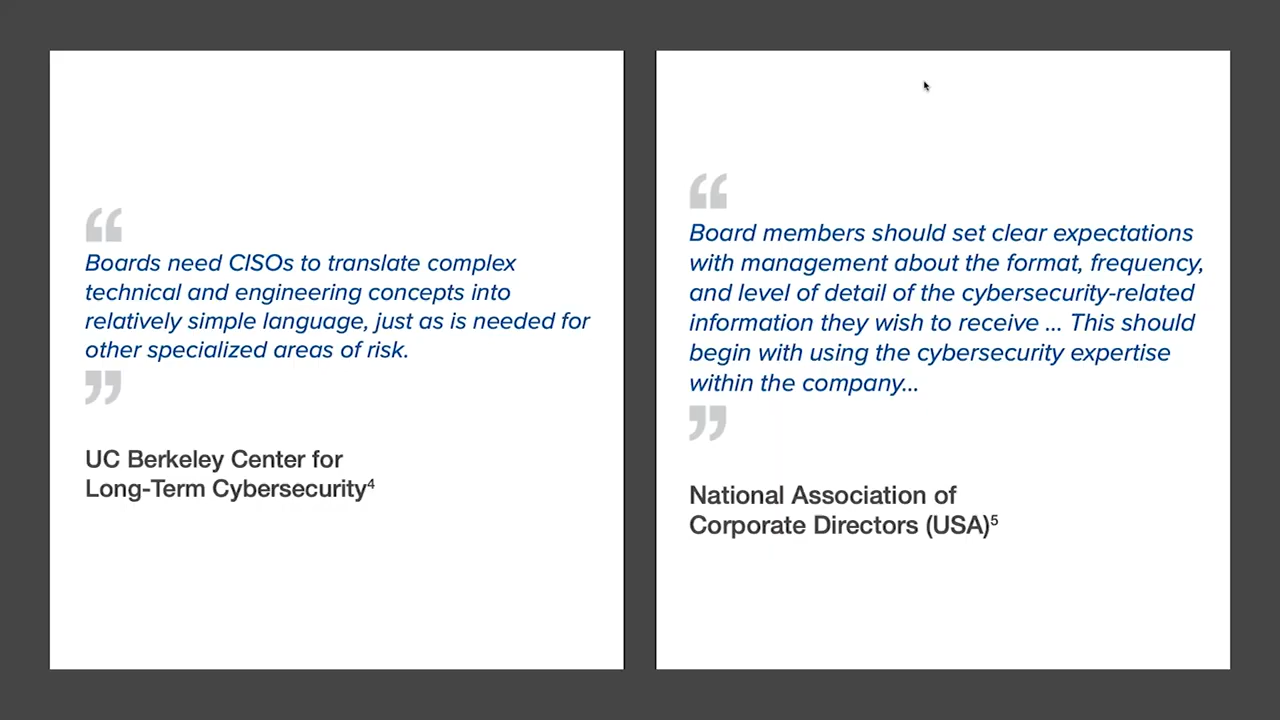 “
Boards need CISOs to translate complex
technical and engineering concepts into
relatively simple language, just as is needed for
other specialized areas of risk.
”
UC Berkeley Center for
Long-Term Cybersecurity⁴
“
Board members should set clear expectations
with management about the format, frequency,
and level of detail of the cybersecurity-related
information they wish to receive ... This should
begin with using the cybersecurity expertise
within the company...
”
National Association of
Corporate Directors (USA)⁵